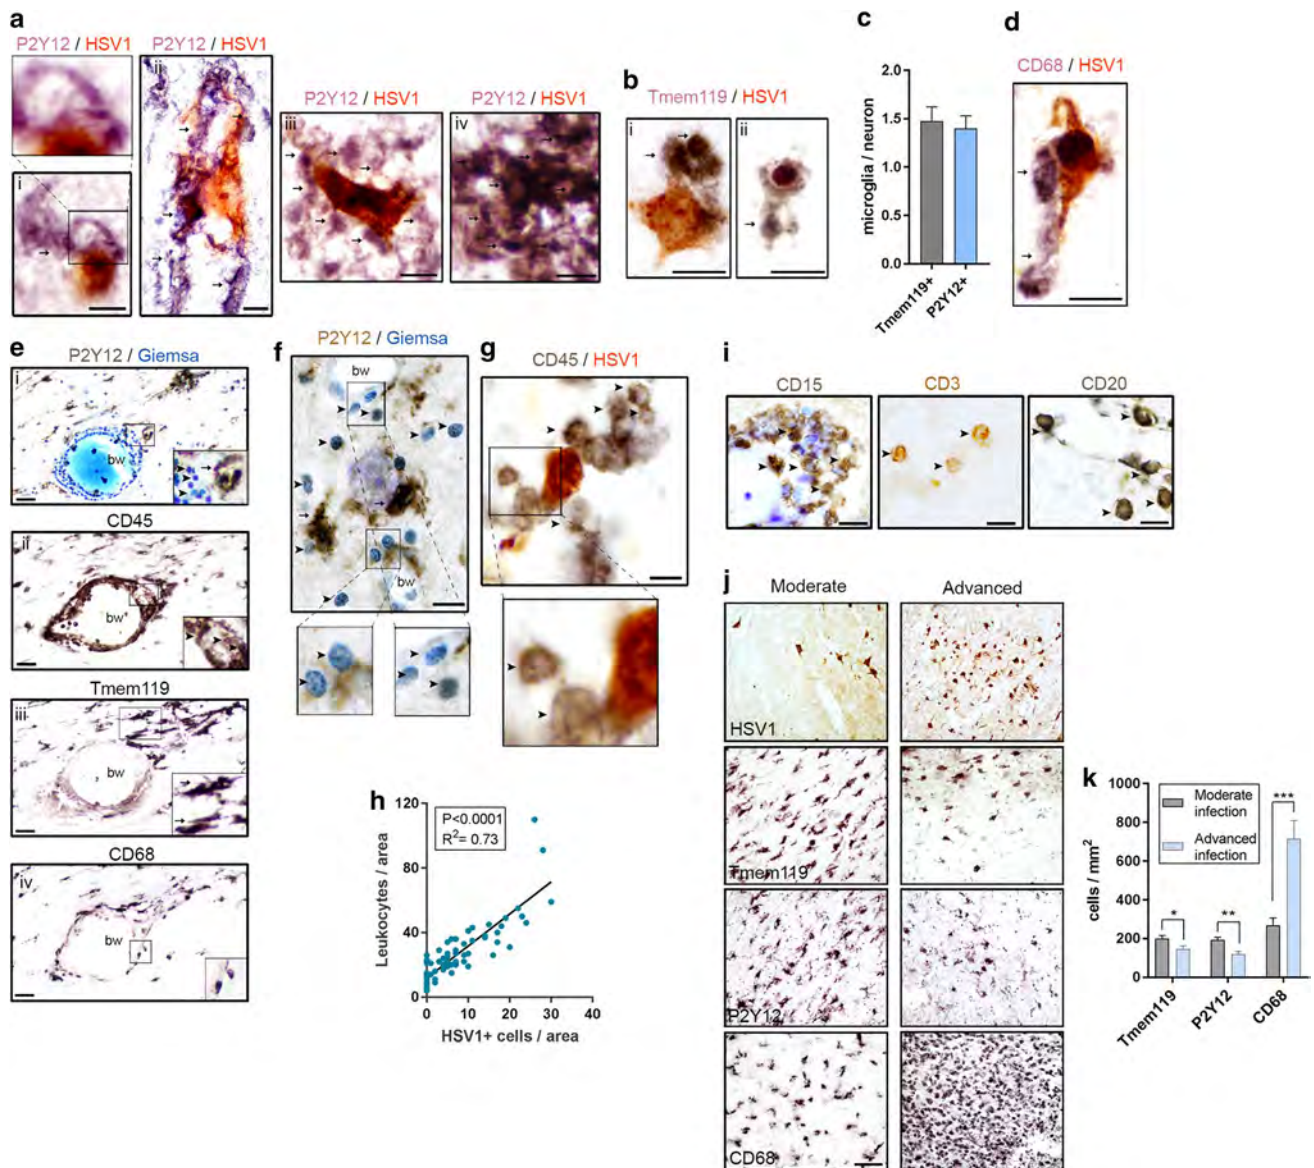 a
P2Y12 / HSV1
P2Y12 / HSV1
i
ii
P2Y12 / HSV1
P2Y12 / HSV1
iii
iv
b
Tmem119 / HSV1
i
ii
c
microglia / neuron
2.0
1.5
1.0
0.5
0.0
Tmem119+
P2Y12+
d
CD68 / HSV1
e
P2Y12 / Giemsa
i
bw
CD45
ii
bw*
Tmem119
iii
bw
CD68
iv
bw
f
P2Y12 / Giemsa
bw
bw
g
CD45 / HSV1
h
P<0.0001
R²= 0.73
Leukocytes / area
120
80
40
0
0
10
20
30
40
HSV1+ cells / area
i
CD15
CD3
CD20
j
Moderate
Advanced
HSV1
Tmem119
P2Y12
CD68
k
cells / mm²
1000
800
600
400
200
0
Moderate infection
Advanced infection
*
**
***
Tmem119
P2Y12
CD68